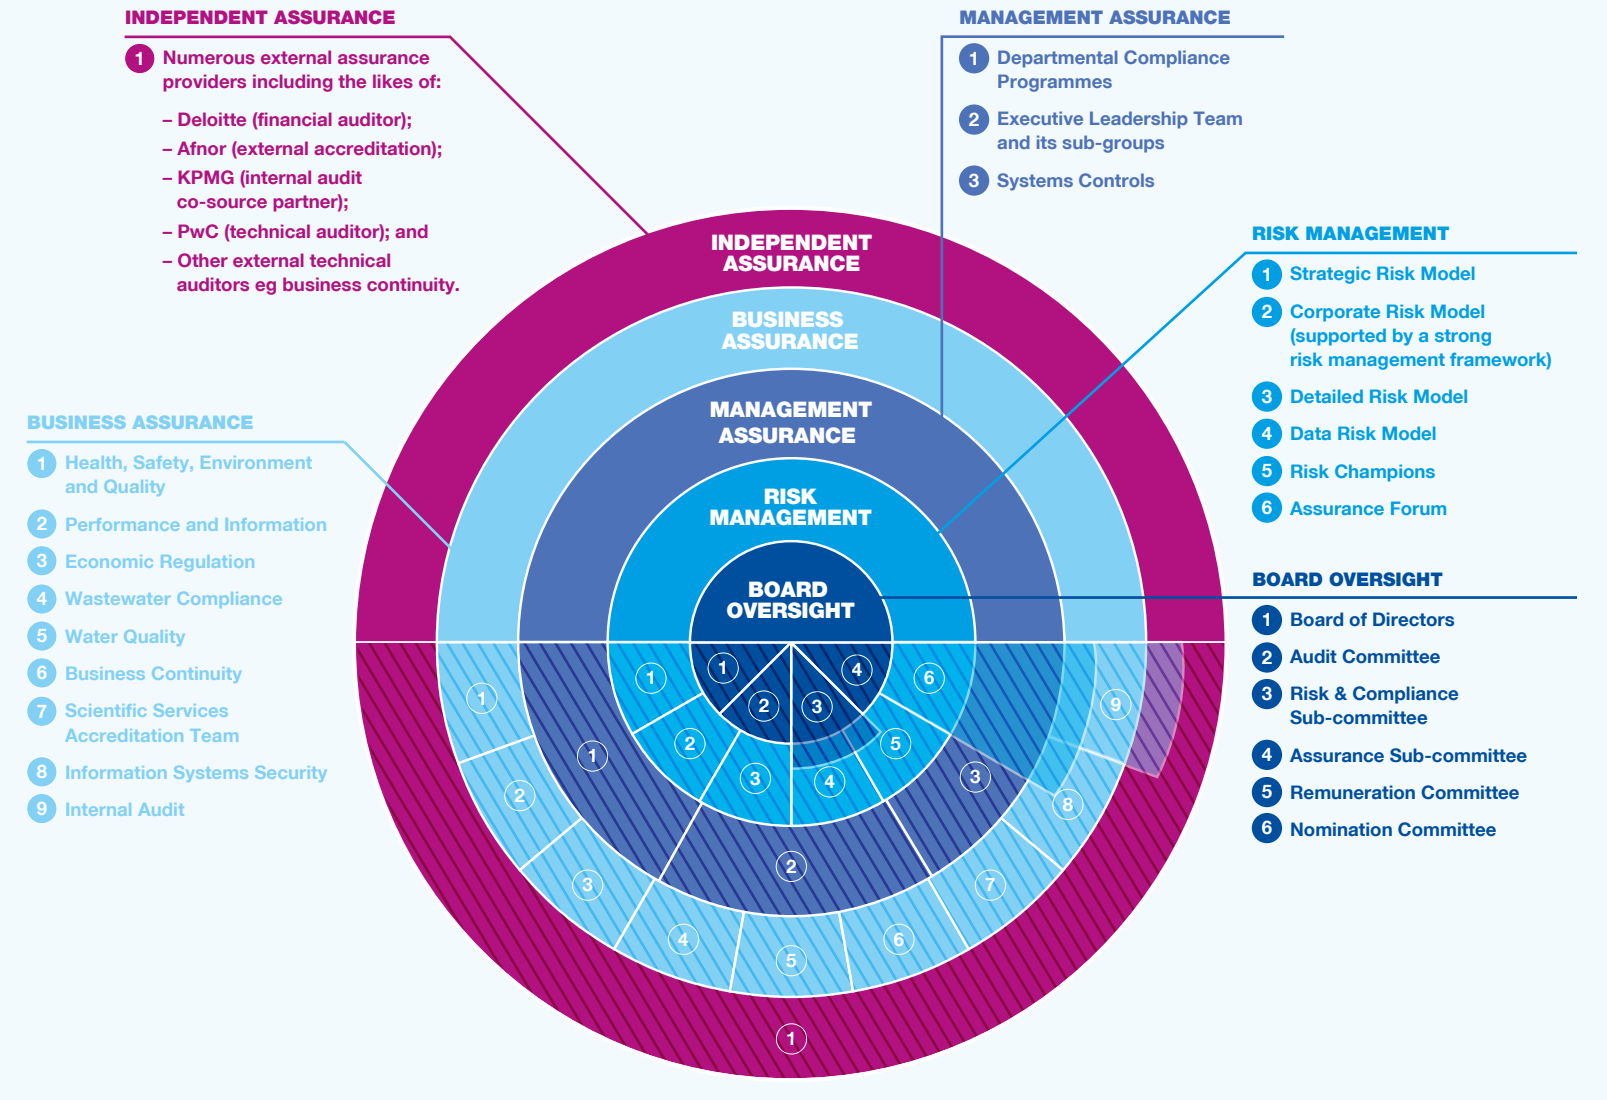 INDEPENDENT ASSURANCE
1 Numerous external assurance
providers including the likes of:
– Deloitte (financial auditor);
– Afnor (external accreditation);
– KPMG (internal audit
co-source partner);
– PwC (technical auditor); and
– Other external technical
auditors eg business continuity.
MANAGEMENT ASSURANCE
1 Departmental Compliance
Programmes
2 Executive Leadership Team
and its sub-groups
3 Systems Controls
RISK MANAGEMENT
1 Strategic Risk Model
2 Corporate Risk Model
(supported by a strong
risk management framework)
3 Detailed Risk Model
4 Data Risk Model
5 Risk Champions
6 Assurance Forum
BUSINESS ASSURANCE
1 Health, Safety, Environment
and Quality
2 Performance and Information
3 Economic Regulation
4 Wastewater Compliance
5 Water Quality
6 Business Continuity
7 Scientific Services
Accreditation Team
8 Information Systems Security
9 Internal Audit
BOARD OVERSIGHT
1 Board of Directors
2 Audit Committee
3 Risk & Compliance
Sub-committee
4 Assurance Sub-committee
5 Remuneration Committee
6 Nomination Committee
INDEPENDENT
ASSURANCE
BUSINESS
ASSURANCE
MANAGEMENT
ASSURANCE
RISK
MANAGEMENT
BOARD
OVERSIGHT
1
2
3
4
1
2
3
4
5
6
1
2
3
1
2
3
4
5
6
7
8
9
1